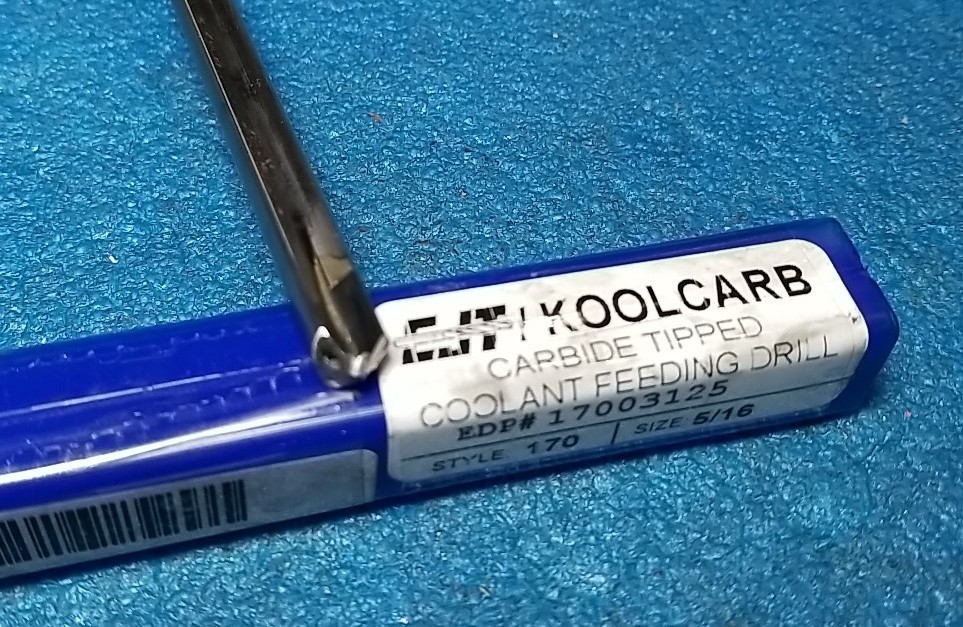 KOOLCARB
CARBIDE TIPPED
COOLANT FEEDING DRILL
EDP# 17003125
STYLE 170 SIZE 5/16